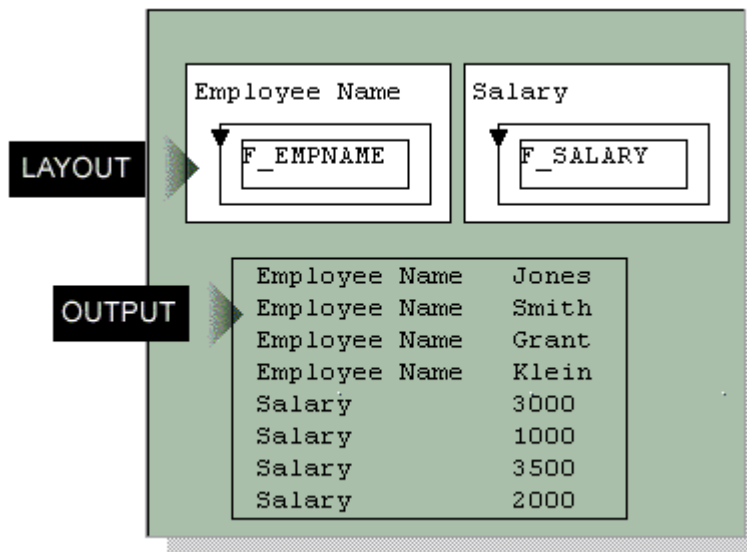 Employee Name
F_EMPNAME
Salary
F_SALARY
LAYOUT
OUTPUT
Employee Name Jones
Employee Name Smith
Employee Name Grant
Employee Name Klein
Salary 3000
Salary 1000
Salary 3500
Salary 2000